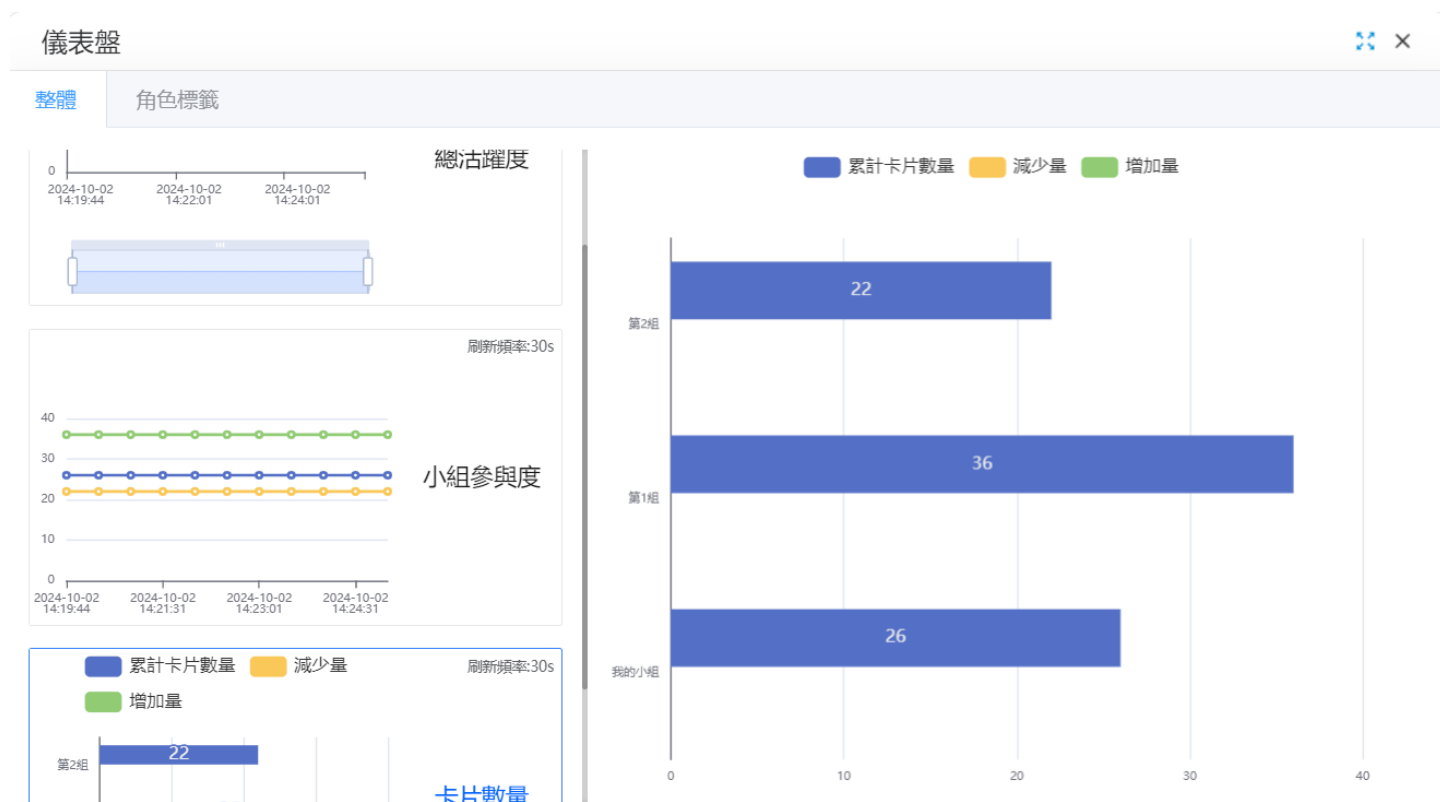 儀表盤
整體 角色標籤
總活躍度
0
2024-10-02 14:19:44
2024-10-02 14:22:01
2024-10-02 14:24:01
刷新頻率:30s
40
30
20
10
0
2024-10-02 14:19:44
2024-10-02 14:21:31
2024-10-02 14:23:01
2024-10-02 14:24:31
小組參與度
累計卡片數量 減少量
刷新頻率:30s
增加量
22
第2組
卡片數量
累計卡片數量 減少量 增加量
22
第2組
36
第1組
26
我的小組
0 10 20 30 40